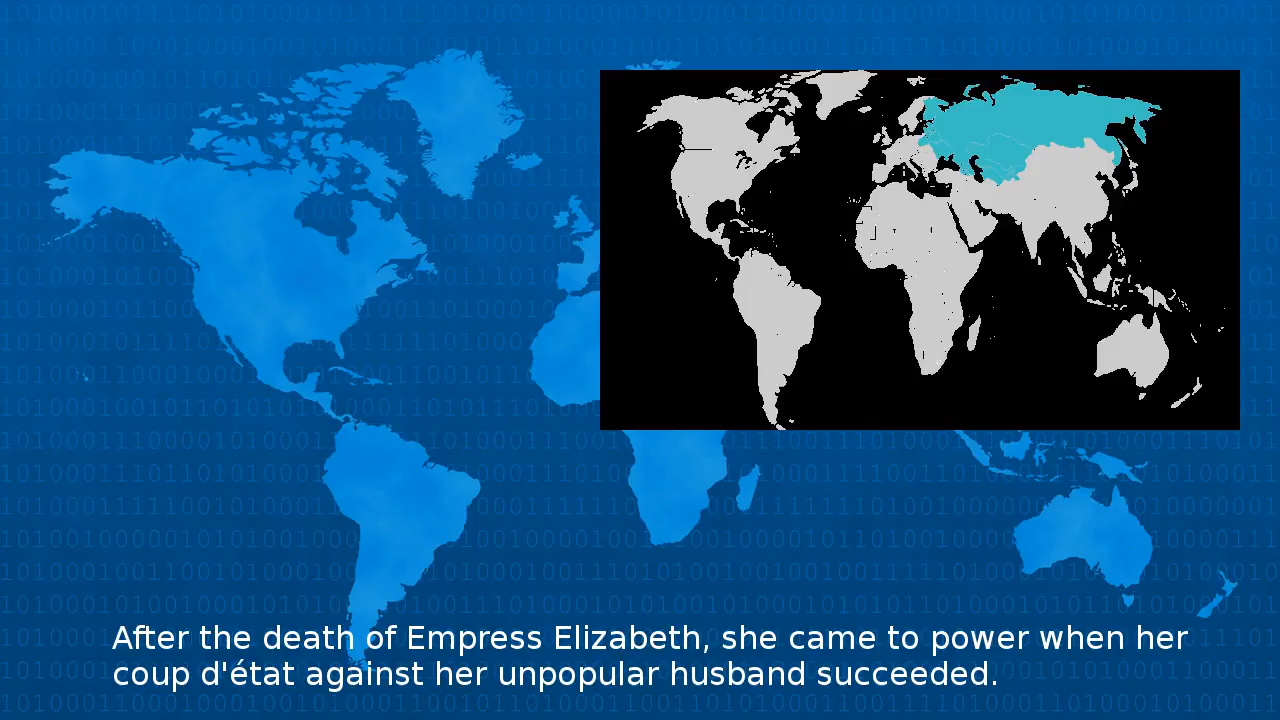 After the death of Empress Elizabeth, she came to power when her
coup d'état against her unpopular husband succeeded.